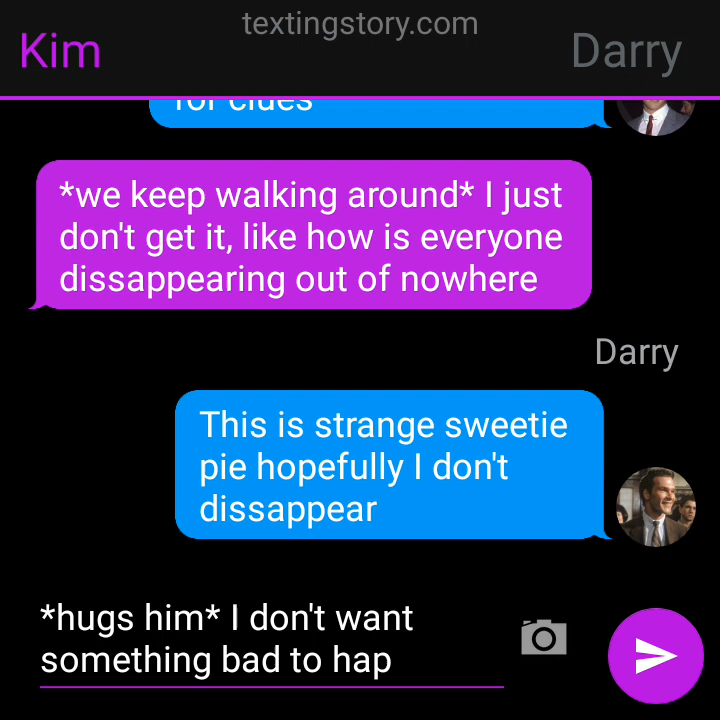 textingstory.com
Kim
Darry
for clues
*we keep walking around* I just
don't get it, like how is everyone
dissappearing out of nowhere
Darry
This is strange sweetie
pie hopefully I don't
dissappear
*hugs him* I don't want
something bad to hap